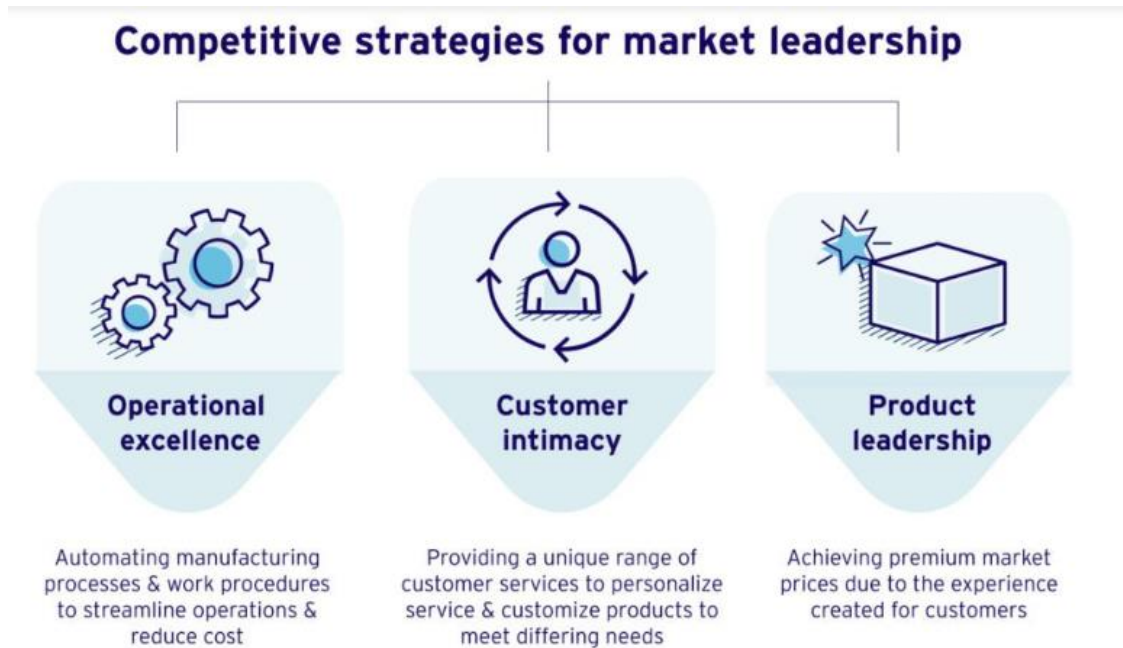 Competitive strategies for market leadership
Operational
excellence
Automating manufacturing
processes & work procedures
to streamline operations &
reduce cost
Customer
intimacy
Providing a unique range of
customer services to personalize
service & customize products to
meet differing needs
Product
leadership
Achieving premium market
prices due to the experience
created for customers